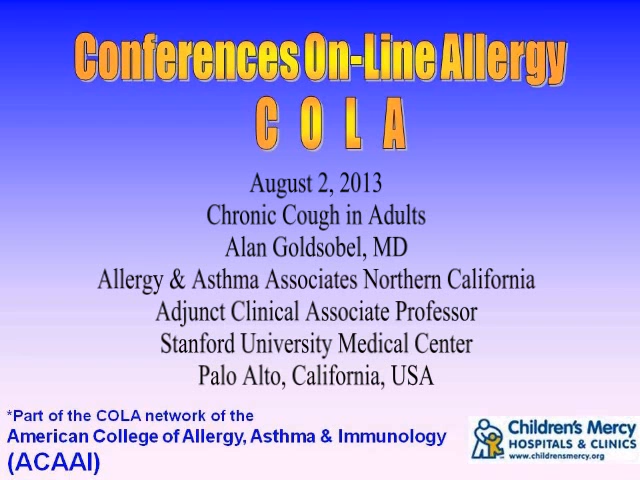 Conferences On-Line Allergy
C O L A
August 2, 2013
Chronic Cough in Adults
Alan Goldsobel, MD
Allergy & Asthma Associates Northern California
Adjunct Clinical Associate Professor
Stanford University Medical Center
Palo Alto, California, USA
*Part of the COLA network of the
American College of Allergy, Asthma & Immunology
(ACAAI)
Children's Mercy
HOSPITALS & CLINICS
www.childrensmercy.org